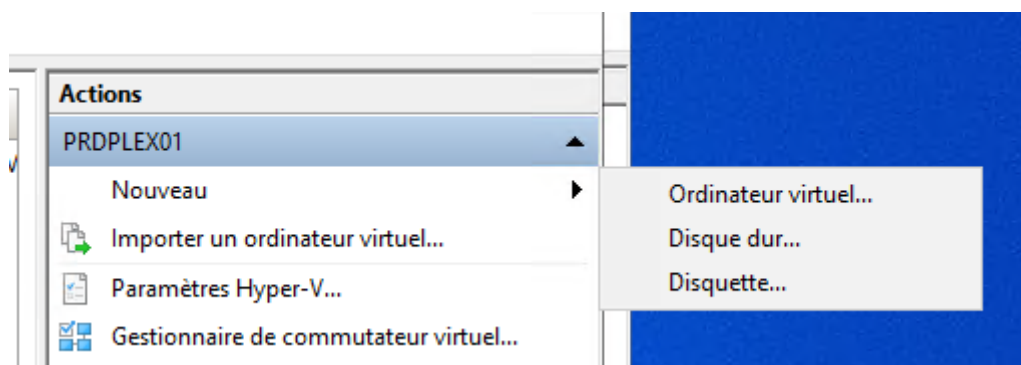 Actions
PRDPLEX01
Nouveau
Importer un ordinateur virtuel...
Paramètres Hyper-V...
Gestionnaire de commutateur virtuel...
Ordinateur virtuel...
Disque dur...
Disquette...